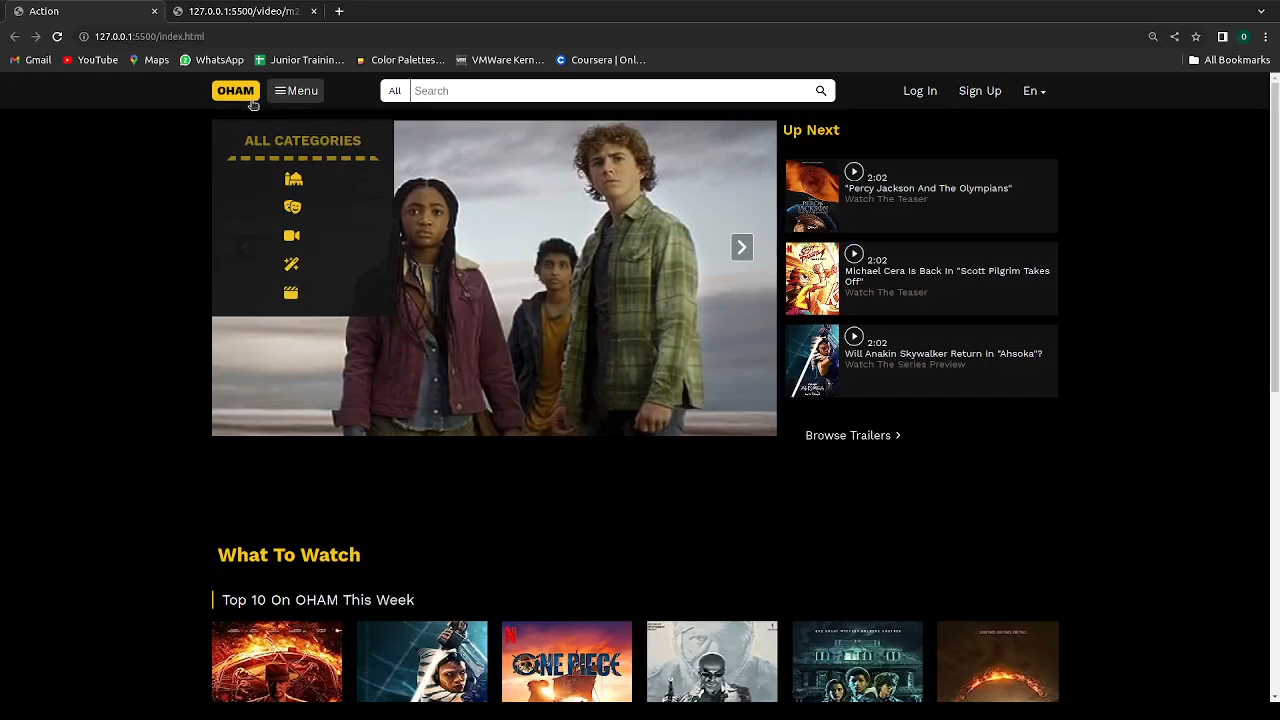 Action
127.0.0.1:5500/video/m2
127.0.0.1:5500/index.html
Gmail YouTube Maps WhatsApp Junior Trainin... Color Palettes... VMWare Kern... Coursera | Onl... All Bookmarks
OHAM Menu All Search Log In Sign Up En
ALL CATEGORIES
Up Next
2:02
"Percy Jackson And The Olympians"
Watch The Teaser
2:02
Michael Cera Is Back In "Scott Pilgrim Takes
Off"
Watch The Teaser
2:02
Will Anakin Skywalker Return In "Ahsoka"?
Watch The Series Preview
Browse Trailers
What To Watch
Top 10 On OHAM This Week
ONE PIECE